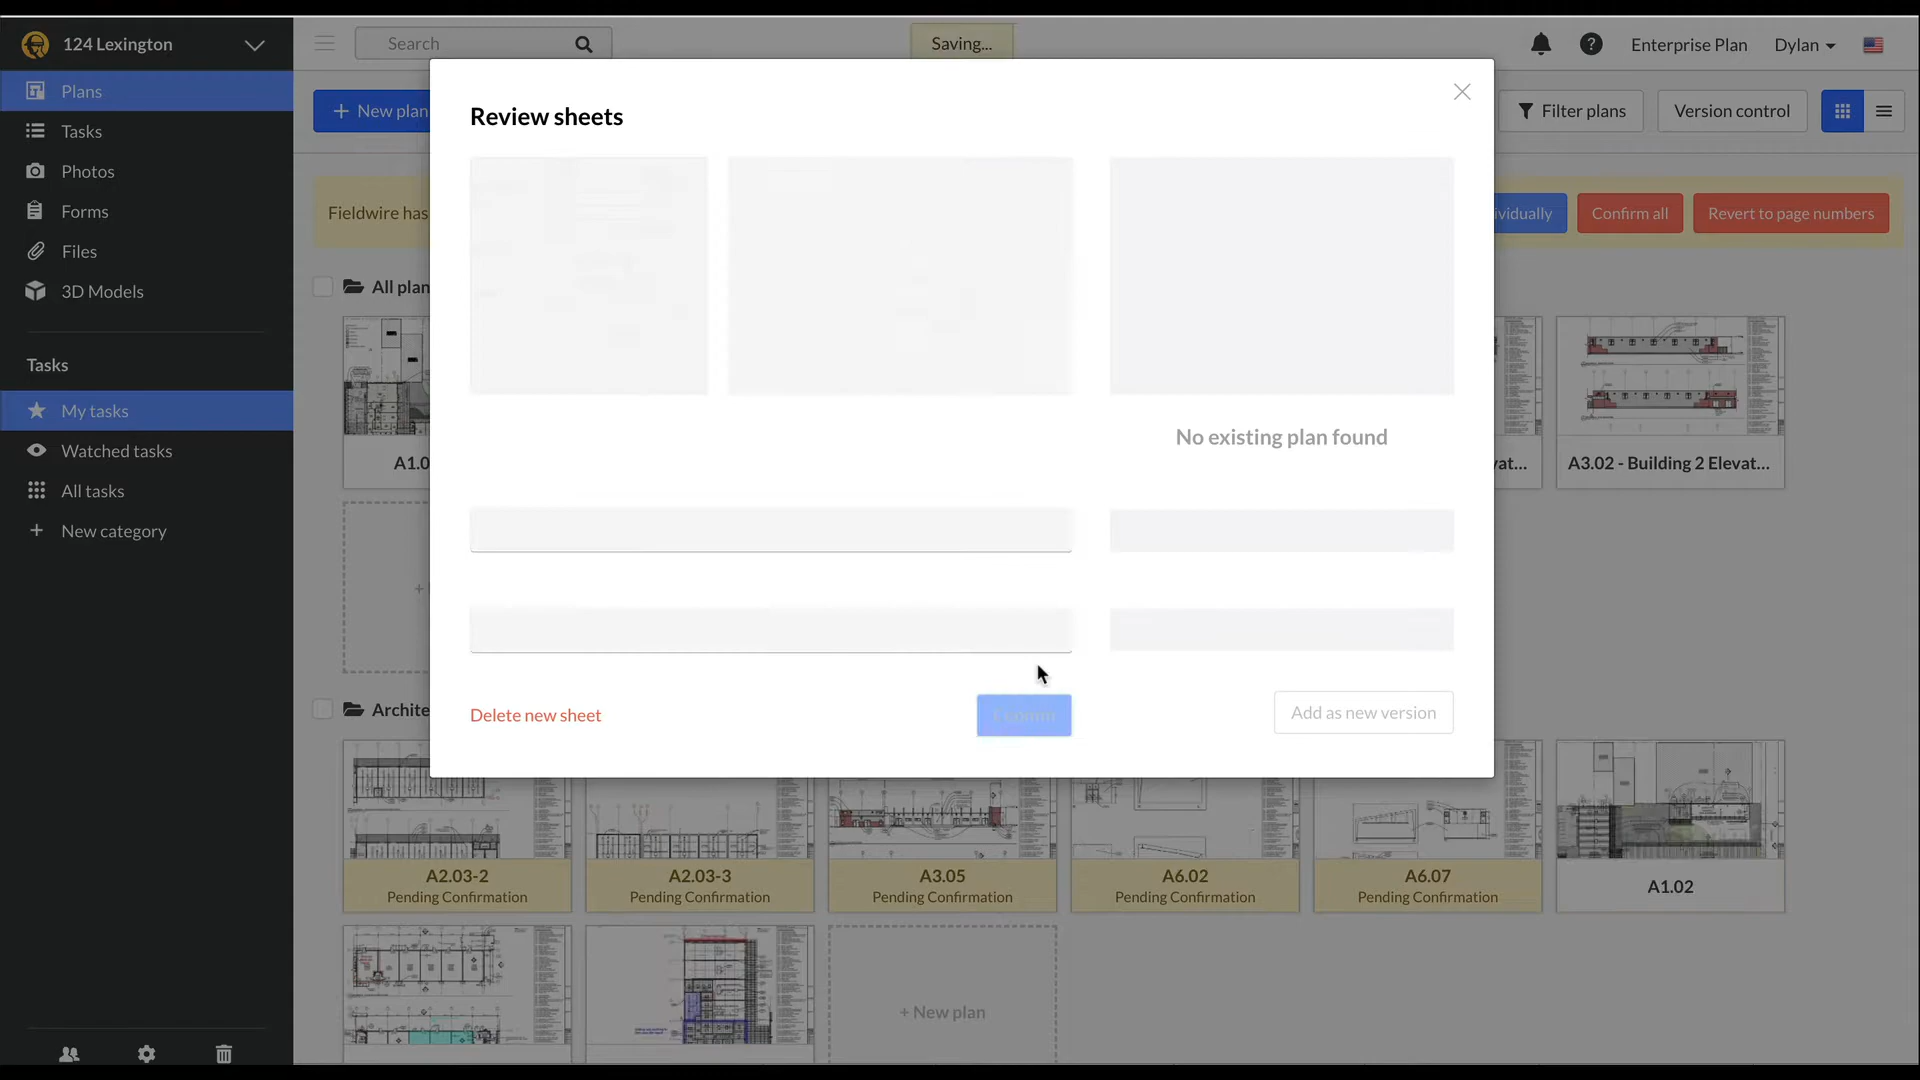 124 Lexington
Search
Saving...
Enterprise Plan
Dylan
Plans
Tasks
Photos
Forms
Files
3D Models
Tasks
My tasks
Watched tasks
All tasks
+ New category
+ New plan
Filter plans
Version control
Fieldwire has
Confirm all
Revert to page numbers
All plan
Review sheets
No existing plan found
Delete new sheet
Add as new version
A1.0
A3.02 - Building 2 Elevat...
Archite
A2.03-2
Pending Confirmation
A2.03-3
Pending Confirmation
A3.05
Pending Confirmation
A6.02
Pending Confirmation
A6.07
Pending Confirmation
A1.02
+ New plan